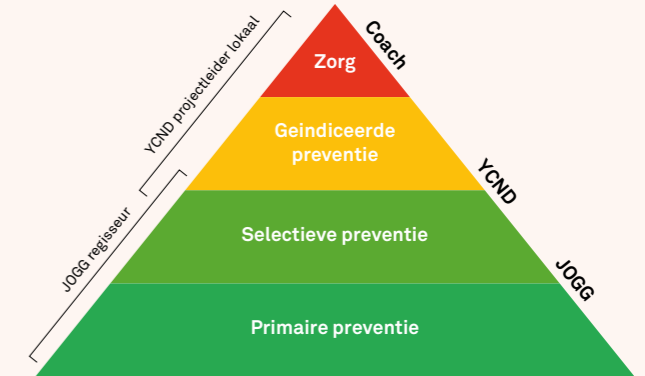 YCND projectleider lokaal
JOGG regisseur
Zorg
Geindiceerde
preventie
Selectieve preventie
Primaire preventie
Coach
YCND
JOGG